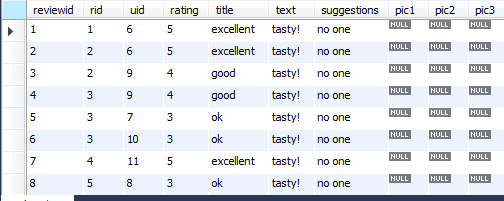 reviewid rid uid rating title text suggestions pic1 pic2 pic3
1 1 6 5 excellent tasty! no one NULL NULL NULL
2 2 6 5 excellent tasty! no one NULL NULL NULL
3 2 9 4 good tasty! no one NULL NULL NULL
4 3 9 4 good tasty! no one NULL NULL NULL
5 3 7 3 ok tasty! no one NULL NULL NULL
6 3 10 3 ok tasty! no one NULL NULL NULL
7 4 11 5 excellent tasty! no one NULL NULL NULL
8 5 8 3 ok tasty! no one NULL NULL NULL